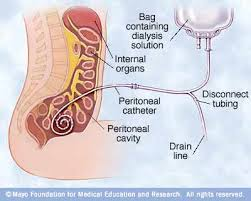 Bag
containing
dialysis
solution
Internal
organs
Peritoneal
catheter
Disconnect
tubing
Peritoneal
cavity
Drain
line
© Mayo Foundation for Medical Education and Research. All rights reserved.